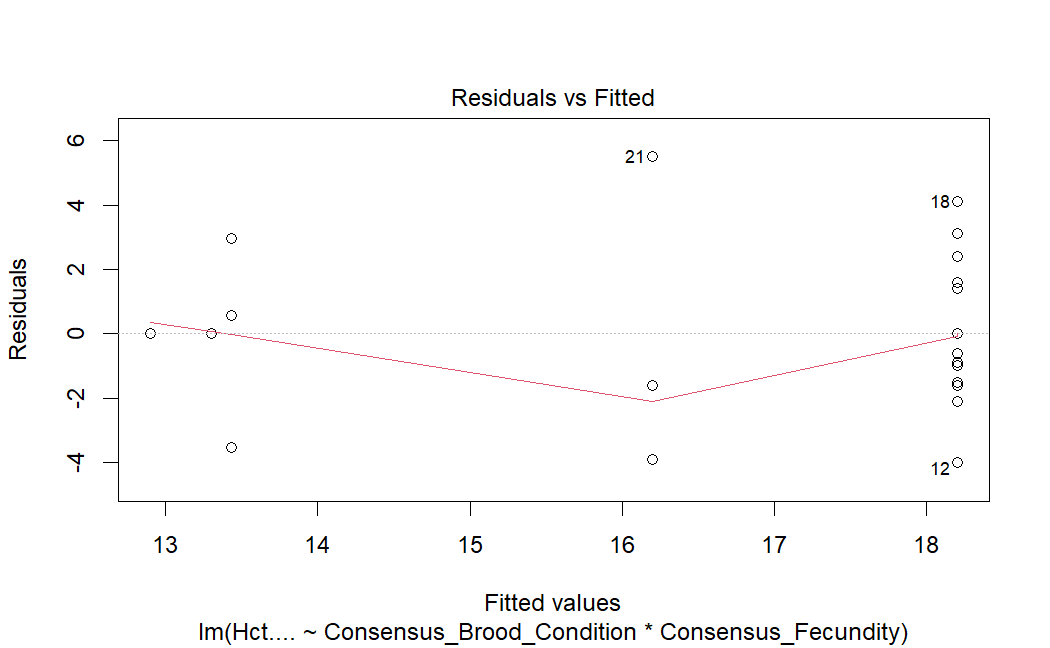 Residuals vs Fitted
Residuals
6
4
2
0
-2
-4
21
18
12
13 14 15 16 17 18
Fitted values
lm(Hct.... ~ Consensus_Brood_Condition * Consensus_Fecundity)